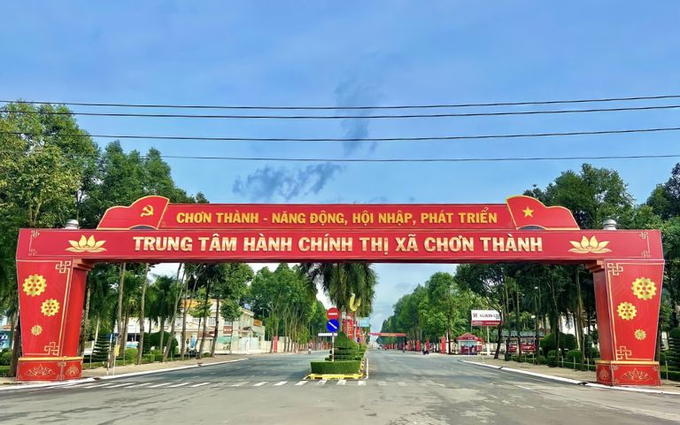 CHƠN THÀNH - NĂNG ĐỘNG, HỘI NHẬP, PHÁT TRIỂN
TRUNG TÂM HÀNH CHÍNH THỊ XÃ CHƠN THÀNH